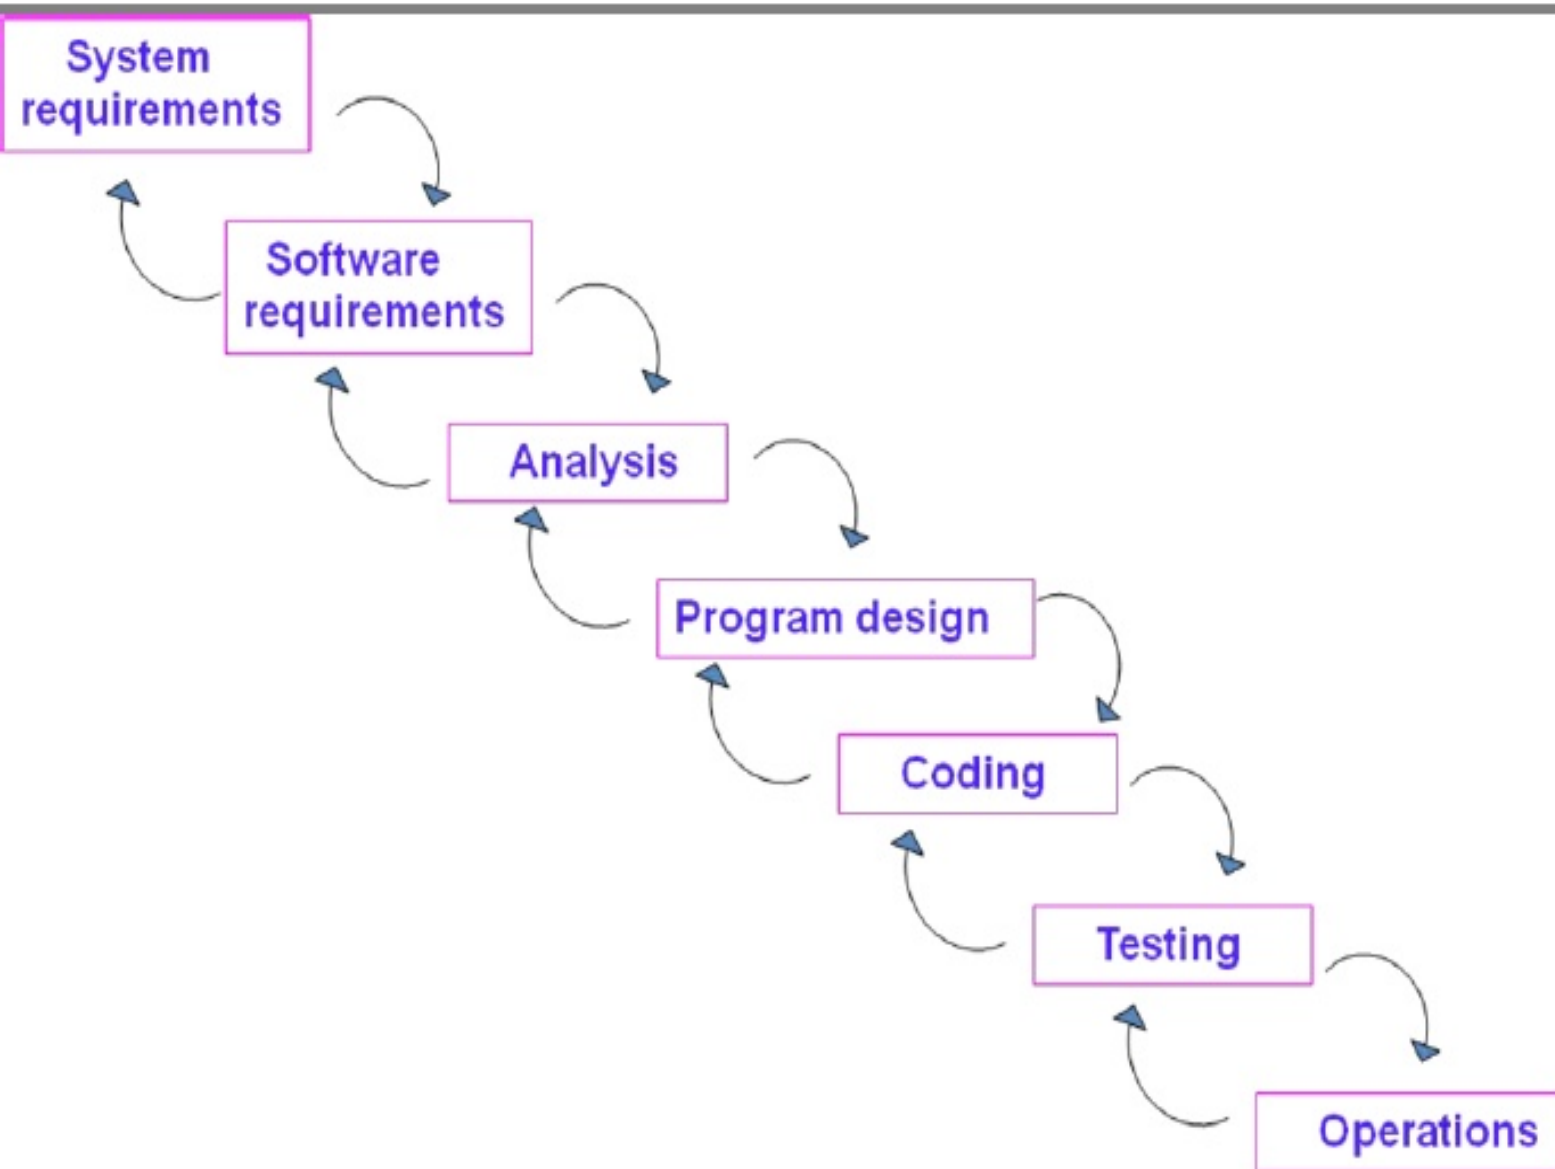 System
requirements
Software
requirements
Analysis
Program design
Coding
Testing
Operations